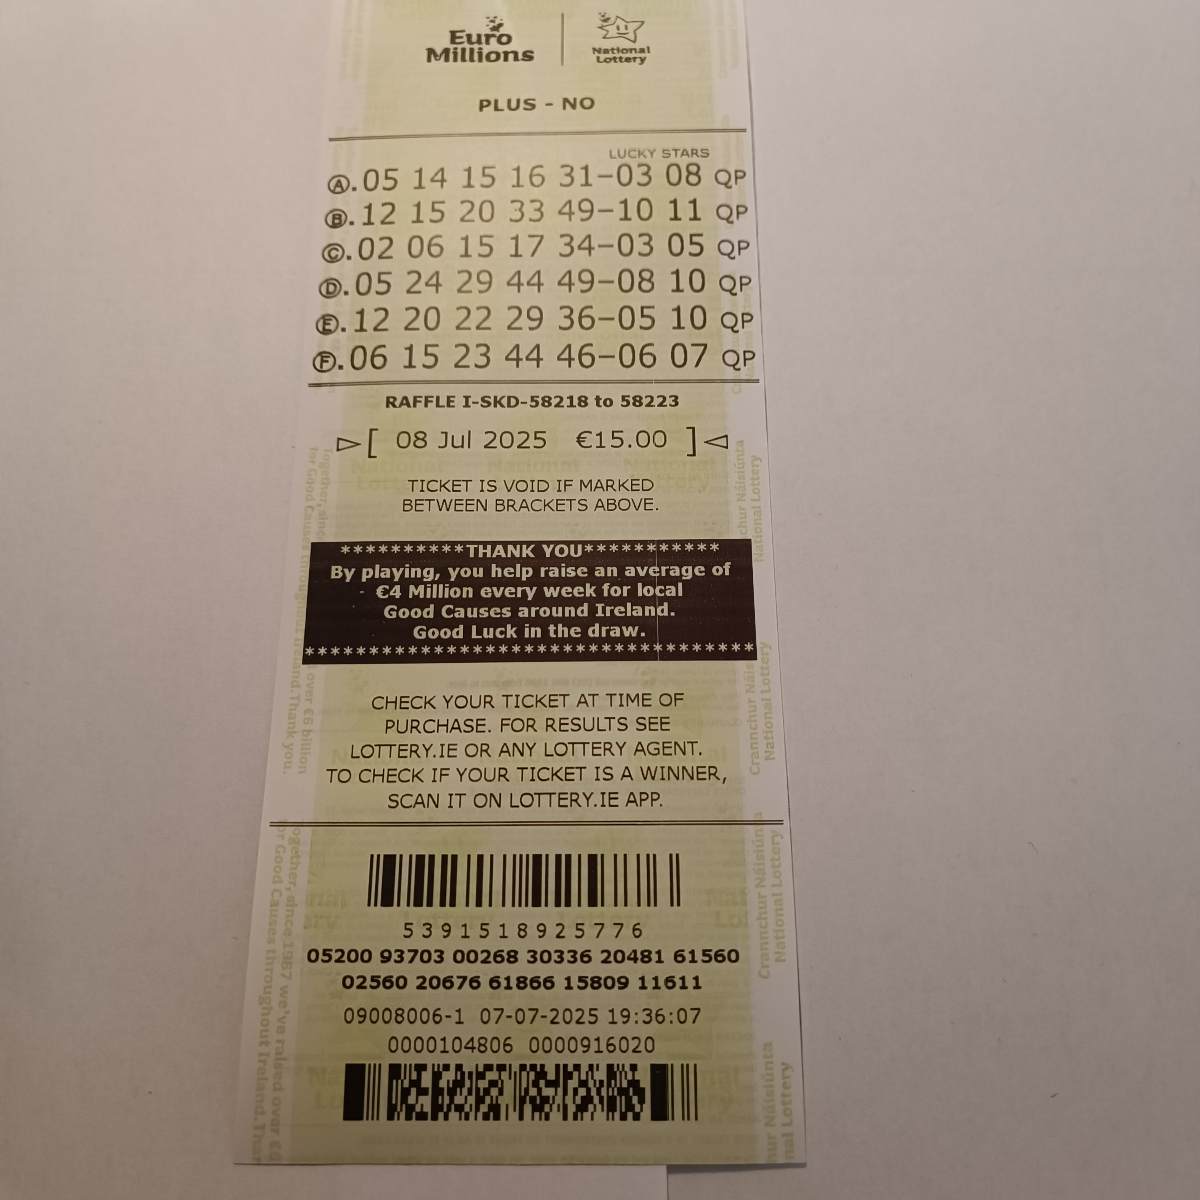 Euro Millions
National Lottery
PLUS - NO
LUCKY STARS
A. 05 14 15 16 31-03 08 QP
B. 12 15 20 33 49-10 11 QP
C. 02 06 15 17 34-03 05 QP
D. 05 24 29 44 49-08 10 QP
E. 12 20 22 29 36-05 10 QP
F. 06 15 23 44 46-06 07 QP
RAFFLE I-SKD-58218 to 58223
[ 08 Jul 2025 €15.00 ]
TICKET IS VOID IF MARKED
BETWEEN BRACKETS ABOVE.
**********THANK YOU***********
By playing, you help raise an average of
€4 Million every week for local
Good Causes around Ireland.
Good Luck in the draw.
***********************************
CHECK YOUR TICKET AT TIME OF
PURCHASE. FOR RESULTS SEE
LOTTERY.IE OR ANY LOTTERY AGENT.
TO CHECK IF YOUR TICKET IS A WINNER,
SCAN IT ON LOTTERY.IE APP.
5391518925776
05200 93703 00268 30336 20481 61560
02560 20676 61866 15809 11611
09008006-1 07-07-2025 19:36:07
0000104806 0000916020
Crannchur Náisiúnta
National Lottery